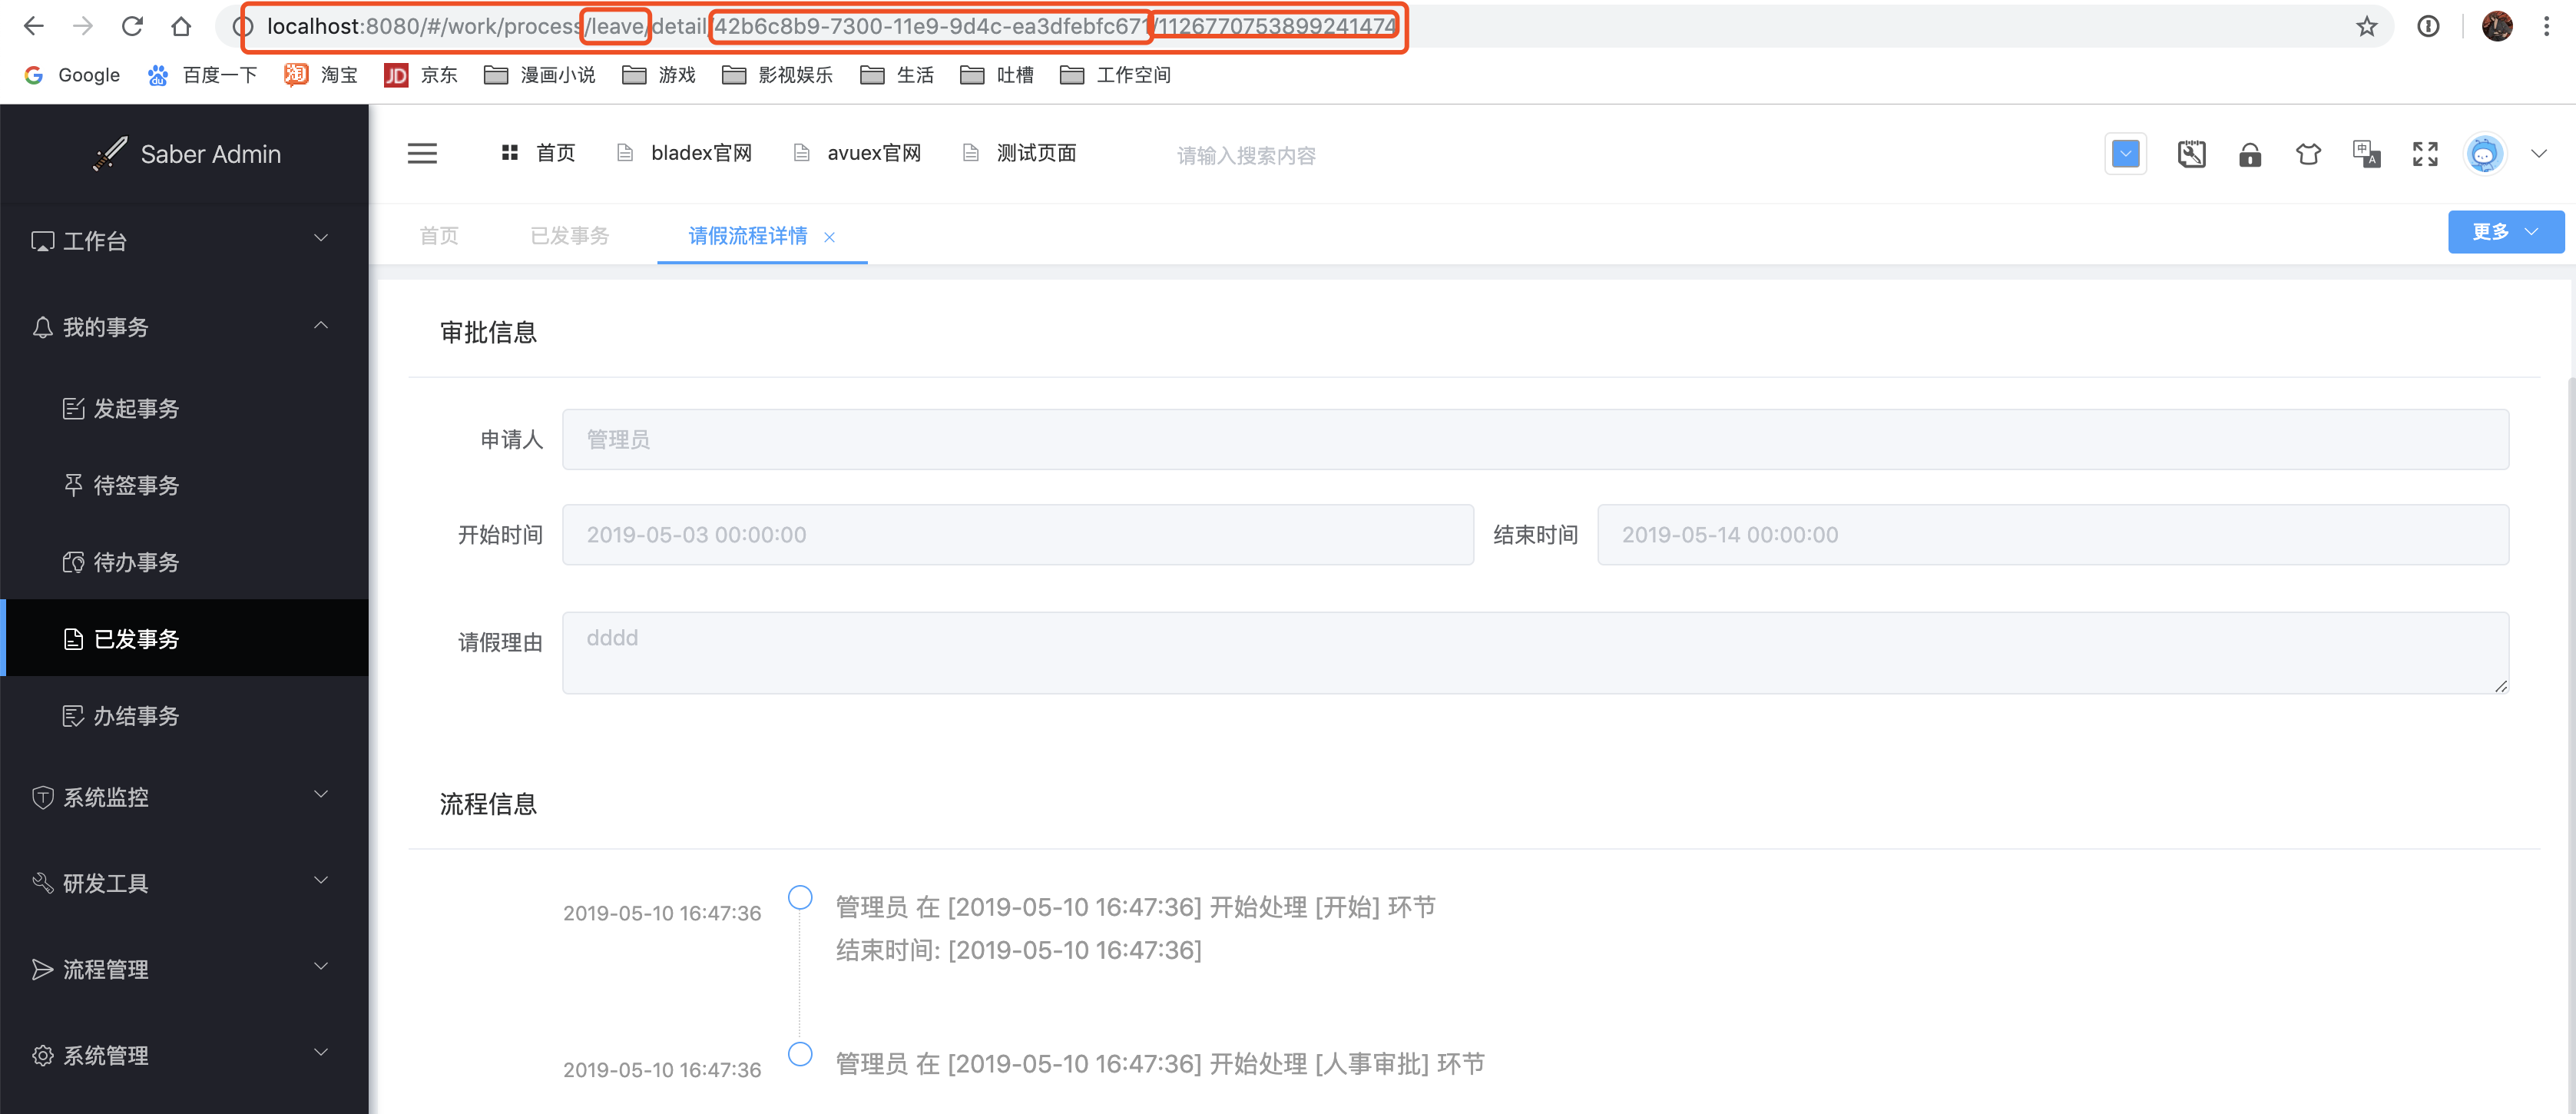 localhost:8080/#/work/process/leave/detail/42b6c8b9-7300-11e9-9d4c-ea3dfebfc671/1126770753899241474
Google 百度一下 淘宝 JD 京东 漫画小说 游戏 影视娱乐 生活 吐槽 工作空间
Saber Admin
首页 bladex官网 avuex官网 测试页面 请输入搜索内容
首页 已发事务 请假流程详情 更多
工作台
我的事务
发起事务
待签事务
待办事务
已发事务
办结事务
系统监控
研发工具
流程管理
系统管理
审批信息
申请人 管理员
开始时间 2019-05-03 00:00:00 结束时间 2019-05-14 00:00:00
请假理由 dddd
流程信息
2019-05-10 16:47:36 管理员 在 [2019-05-10 16:47:36] 开始处理 [开始] 环节
结束时间: [2019-05-10 16:47:36]
2019-05-10 16:47:36 管理员 在 [2019-05-10 16:47:36] 开始处理 [人事审批] 环节